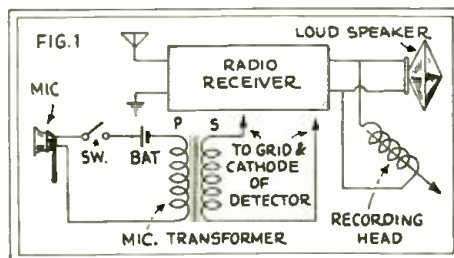 FIG.1
LOUD SPEAKER
RADIO
RECEIVER
MIC
P
S
SW.
BAT
TO GRID &
CATHODE
OF
DETECTOR
MIC. TRANSFORMER
RECORDING
HEAD